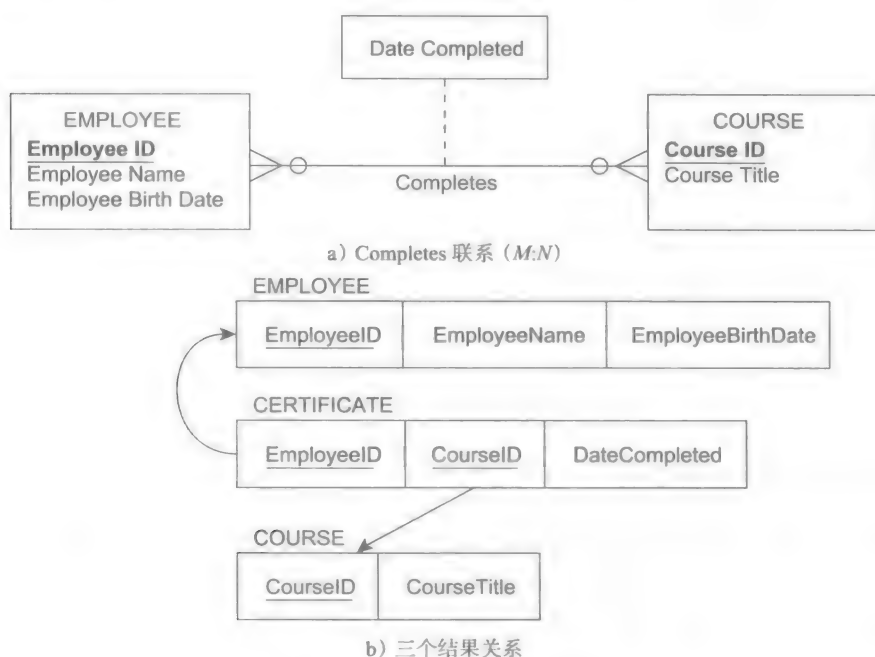 Date Completed
EMPLOYEE
Employee ID
Employee Name
Employee Birth Date
Completes
COURSE
Course ID
Course Title
a) Completes 联系 (M:N)
EMPLOYEE
EmployeeID EmployeeName EmployeeBirthDate
CERTIFICATE
EmployeeID CourseID DateCompleted
COURSE
CourseID CourseTitle
b) 三个结果关系